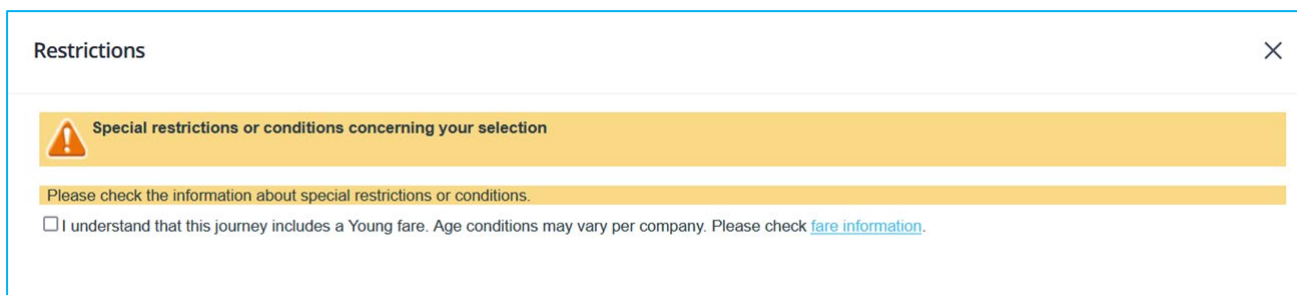 Restrictions
Special restrictions or conditions concerning your selection
Please check the information about special restrictions or conditions.
I understand that this journey includes a Young fare. Age conditions may vary per company. Please check fare information.